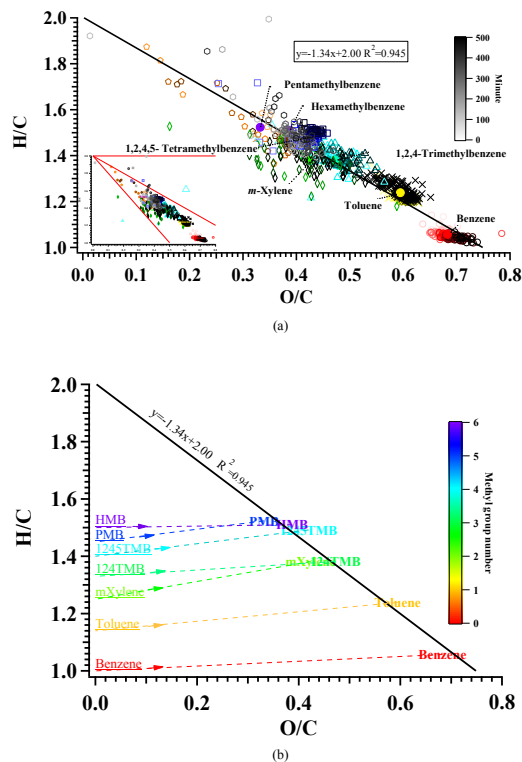 2.0
1.8
1.6
1.4
1.2
1.0
H/C
y=-1.34x+2.00 R2=0.945
Pentamethylbenzene
Hexamethylbenzene
1,2,4,5- Tetramethylbenzene
1,2,4-Trimethylbenzene
m-Xylene
Toluene
Benzene
500
400
300
200
100
0
Minute
0.0 0.1 0.2 0.3 0.4 0.5 0.6 0.7 0.8
O/C
(a)
2.0
1.8
1.6
1.4
1.2
1.0
H/C
y=-1.34x+2.00 R2=0.945
HMB PMB HMB
PMB 1245TMB
1245TMB
124TMB mXylene 124TMB
mXylene
Toluene Toluene
Benzene Benzene
6
5
4
3
2
1
0
Methyl group number
0.0 0.2 0.4 0.6 0.8
O/C
(b)